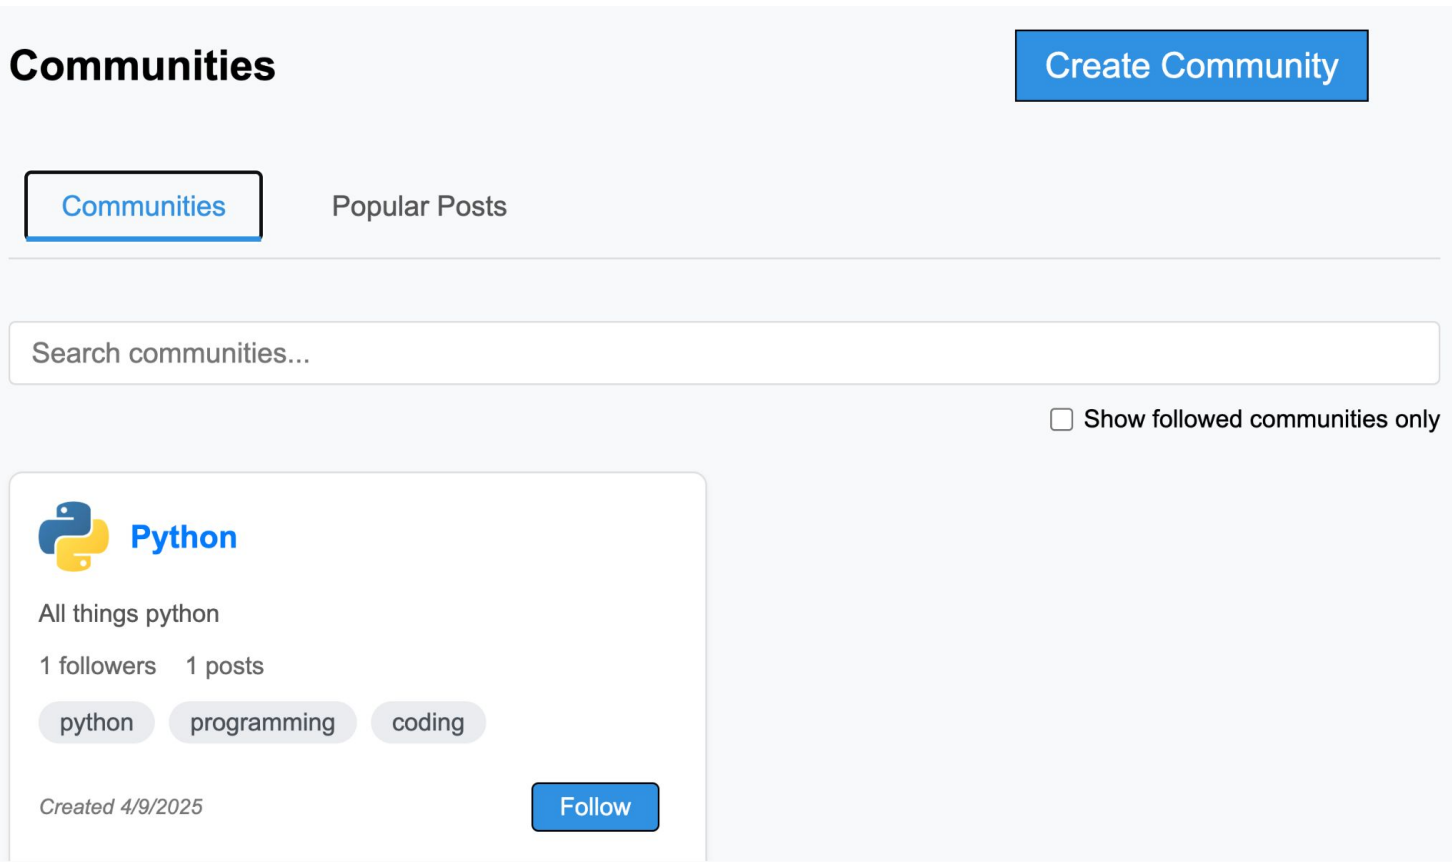 Communities
Create Community
Communities
Popular Posts
Search communities...
Show followed communities only
Python
All things python
1 followers 1 posts
python programming coding
Created 4/9/2025
Follow